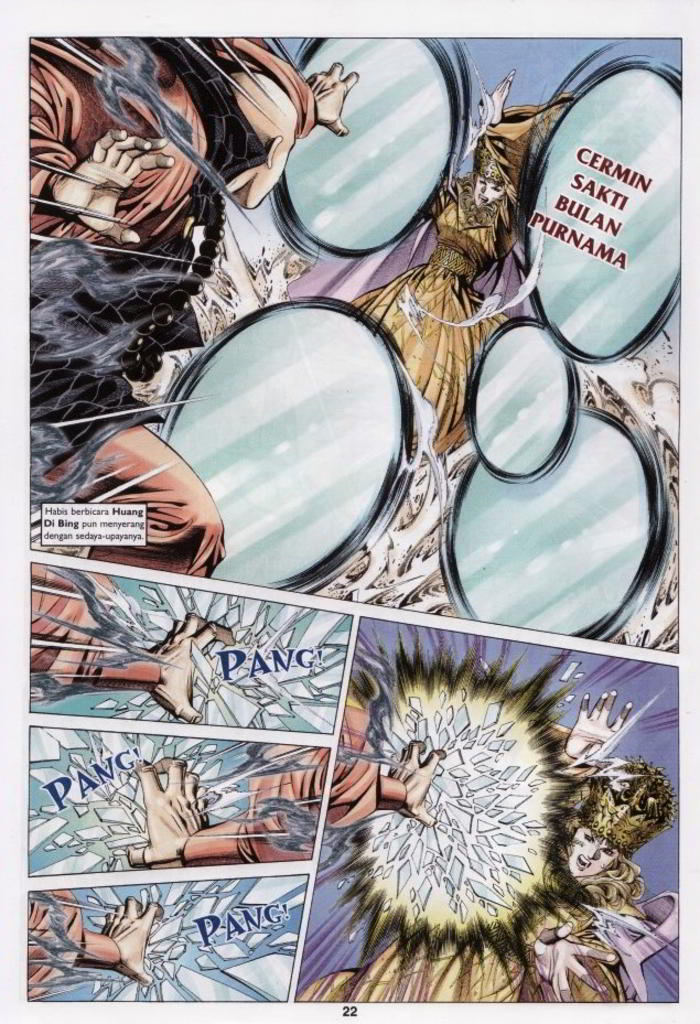 CERMIN
SAKTI
BULAN
PURNAMA
Habis berbicara Huang
Di Bing pun menyerang
dengan sedaya-upayanya.
PANG!
PANG!
PANG!
22